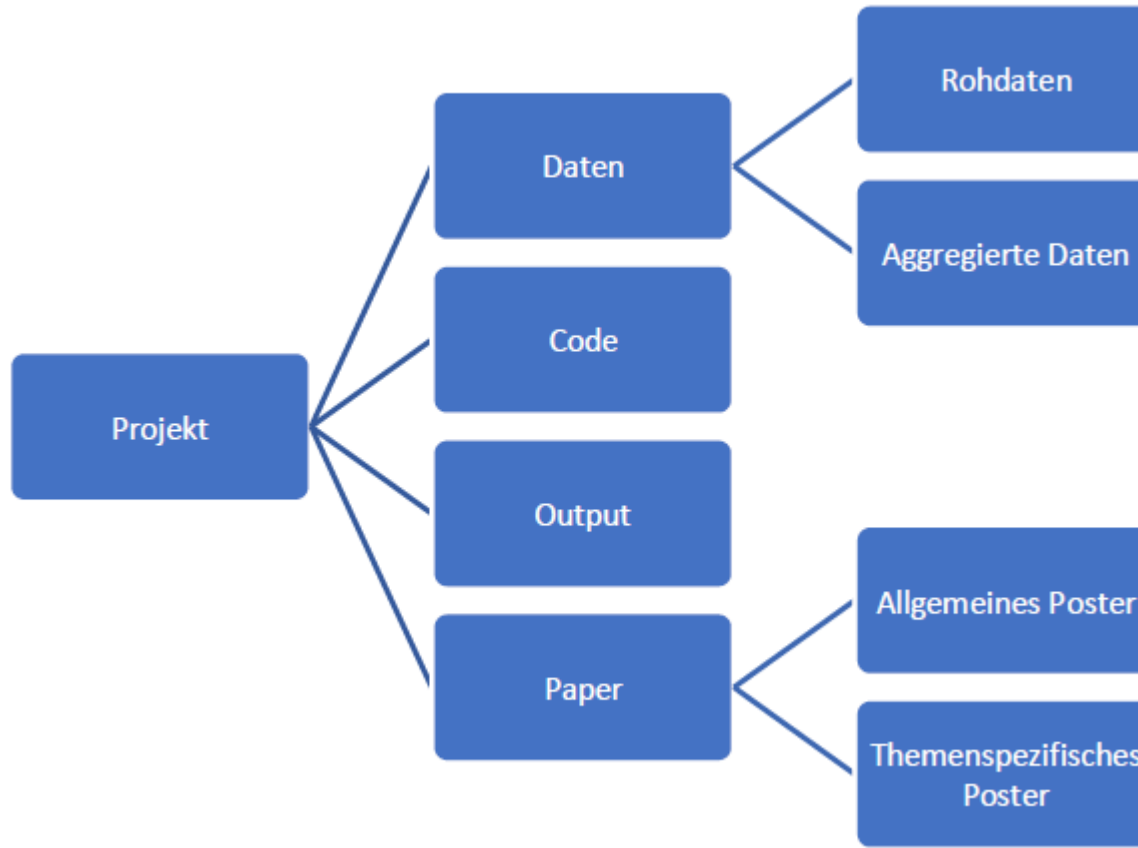 Rohdaten
Daten
Aggregierte Daten
Code
Projekt
Output
Allgemeines Poster
Paper
Themenspezifisches
Poster